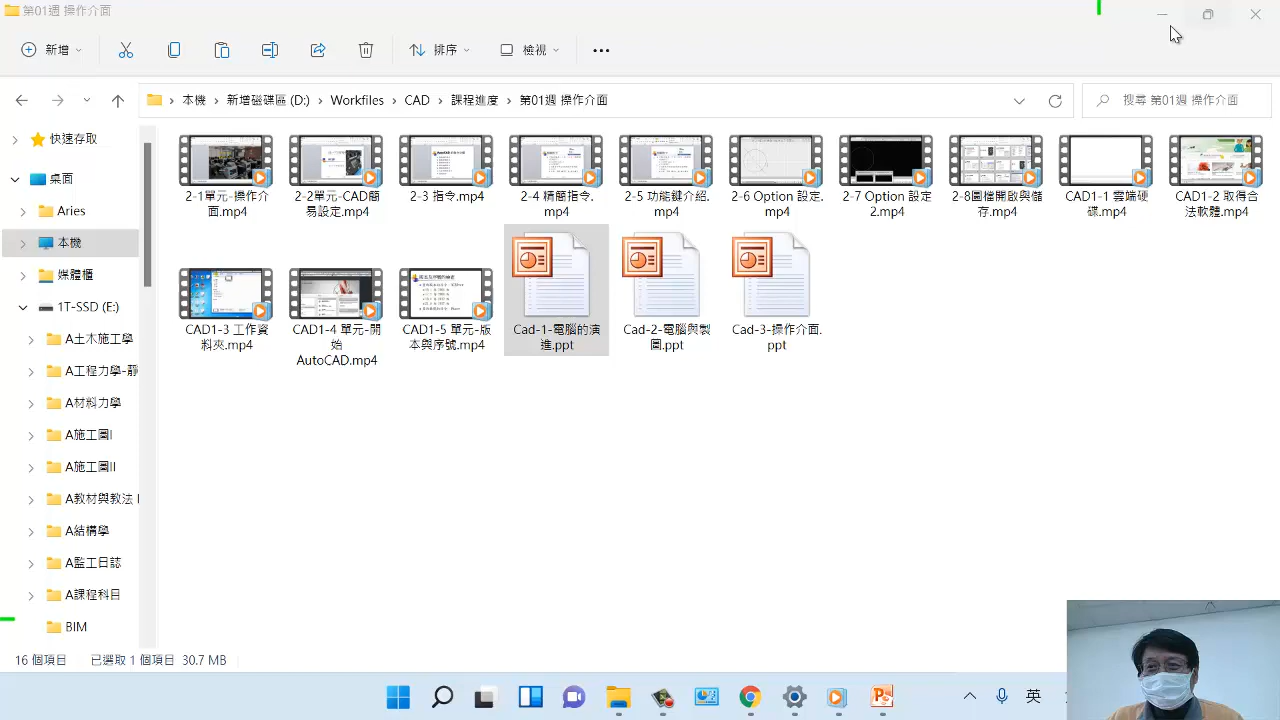 第01週 操作介面
新增
排序
檢視
本機
新增磁碟區 (D:)
Workfiles
CAD
課程進度
第01週 操作介面
搜尋 第01週 操作介面
快速存取
桌面
Aries
本機
媒體櫃
1T-SSD (E:)
A土木施工學
A工程力學-靜
A材料力學
A施工圖I
A施工圖II
A教材與教法
A結構學
A監工日誌
A課程科目
BIM
2-1單元-操作介
面.mp4
2-2單元-CAD簡
易設定.mp4
2-3 指令.mp4
2-4 精簡指令.
mp4
2-5 功能鍵介紹.
mp4
2-6 Option 設定.
mp4
2-7 Option 設定
2.mp4
2-8圖檔開啟與儲
存.mp4
CAD1-1 雲端硬
碟.mp4
CAD1-2 取得合
法軟體.mp4
CAD1-3 工作資
料夾.mp4
CAD1-4 單元-開
始
AutoCAD.mp4
CAD1-5 單元-版
本與序號.mp4
Cad-1-電腦的演
進.ppt
Cad-2-電腦與製
圖.ppt
Cad-3-操作介面.
ppt
16 個項目
已選取 1 個項目 30.7 MB
英